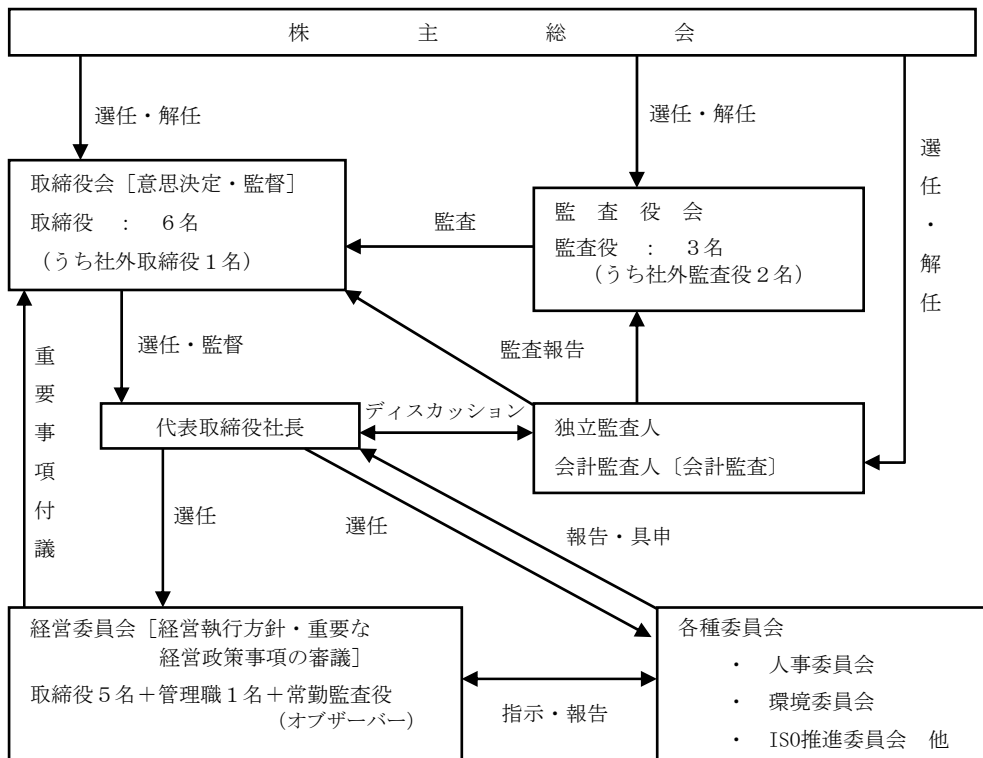 株主総会
選任・解任
選任・解任
選任・解任
取締役会［意思決定・監督］
取締役　：　６名
（うち社外取締役１名）
監査
監査役会
監査役　：　３名
（うち社外監査役２名）
重要事項付議
選任・監督
監査報告
代表取締役社長
ディスカッション
独立監査人
会計監査人〔会計監査〕
選任
選任
報告・具申
経営委員会［経営執行方針・重要な
経営政策事項の審議］
取締役５名＋管理職１名＋常勤監査役
（オブザーバー）
指示・報告
各種委員会
・　人事委員会
・　環境委員会
・　ISO推進委員会　他